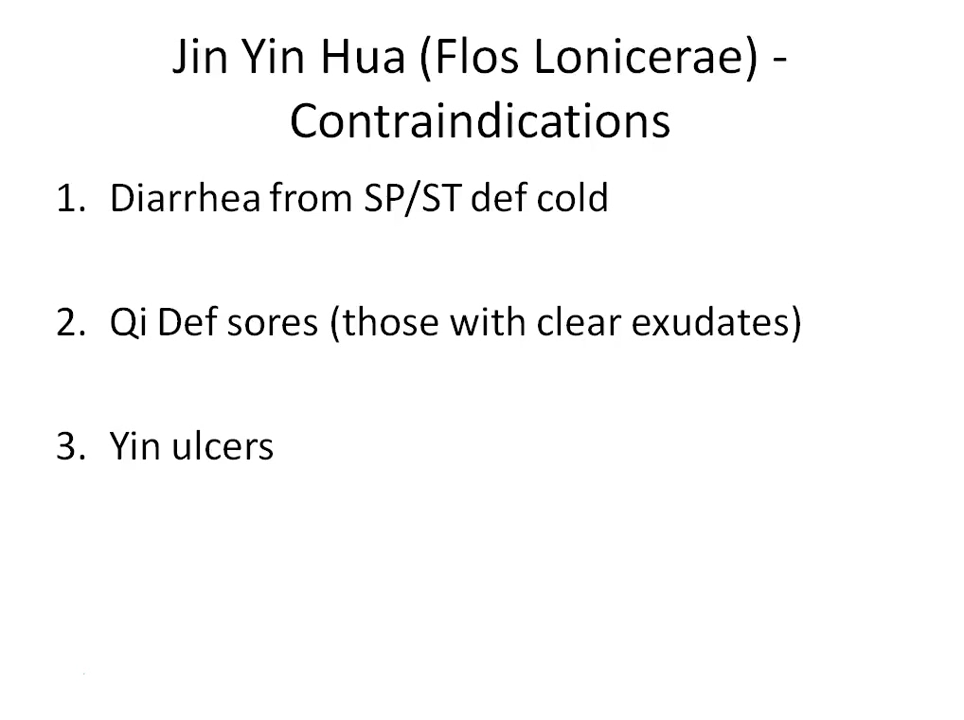 Jin Yin Hua (Flos Lonicerae) -
Contraindications
1. Diarrhea from SP/ST def cold
2. Qi Def sores (those with clear exudates)
3. Yin ulcers